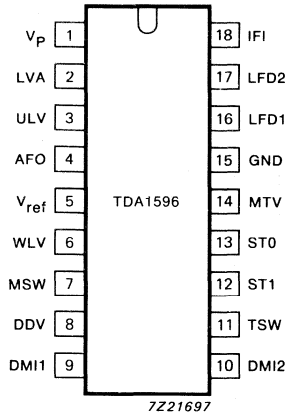 Vp 1 18 IFI
LVA 2 17 LFD2
ULV 3 16 LFD1
AFO 4 15 GND
Vref 5 TDA1596 14 MTV
WLV 6 13 ST0
MSW 7 12 ST1
DDV 8 11 TSW
DMI1 9 10 DMI2
7Z21697